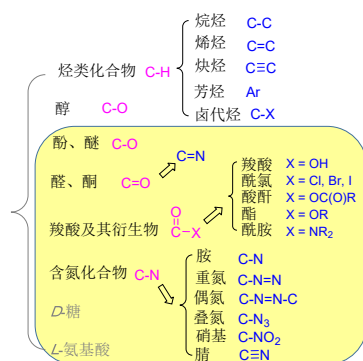 烃类化合物 C-H
烷烃 C-C
烯烃 C=C
炔烃 C≡C
芳烃 Ar
卤代烃 C-X
醇 C-O
酚、醚 C-O
醛、酮 C=O
C=N
羧酸及其衍生物
O
C-X
羧酸 X = OH
酰氯 X = Cl, Br, I
酸酐 X = OC(O)R
酯 X = OR
酰胺 X = NR₂
含氮化合物 C-N
胺 C-N
重氮 C-N=N
偶氮 C-N=N-C
叠氮 C-N₃
硝基 C-NO₂
腈 C≡N
D-糖
L-氨基酸